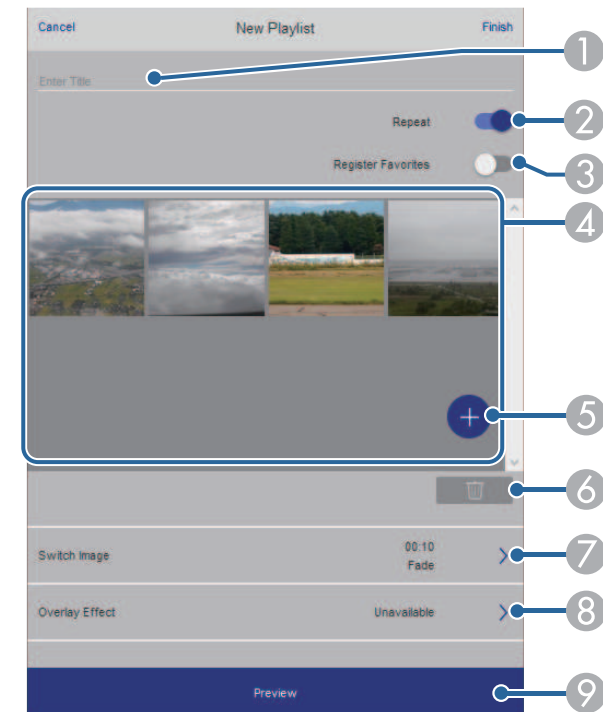 Cancel New Playlist Finish
1
Enter Title
Repeat 2
Register Favorites 3
4
5
6
Switch Image 00:10 7
Fade
Overlay Effect Unavailable 8
Preview 9